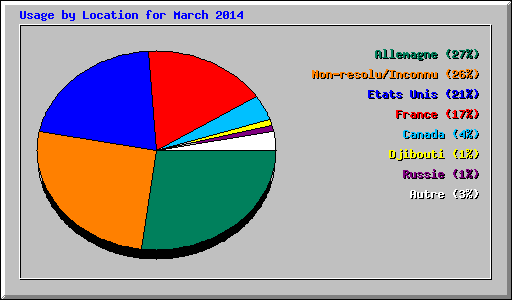 Usage by Location for March 2014
Allemagne (27%)
Non-resolu/Inconnu (26%)
Etats Unis (21%)
France (17%)
Canada (4%)
Djibouti (1%)
Russie (1%)
Autre (3%)